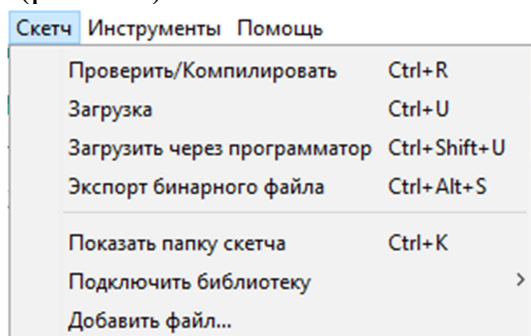 Скетч Инструменты Помощь
Проверить/Компилировать Ctrl+R
Загрузка Ctrl+U
Загрузить через программатор Ctrl+Shift+U
Экспорт бинарного файла Ctrl+Alt+S
Показать папку скетча Ctrl+K
Подключить библиотеку >
Добавить файл...